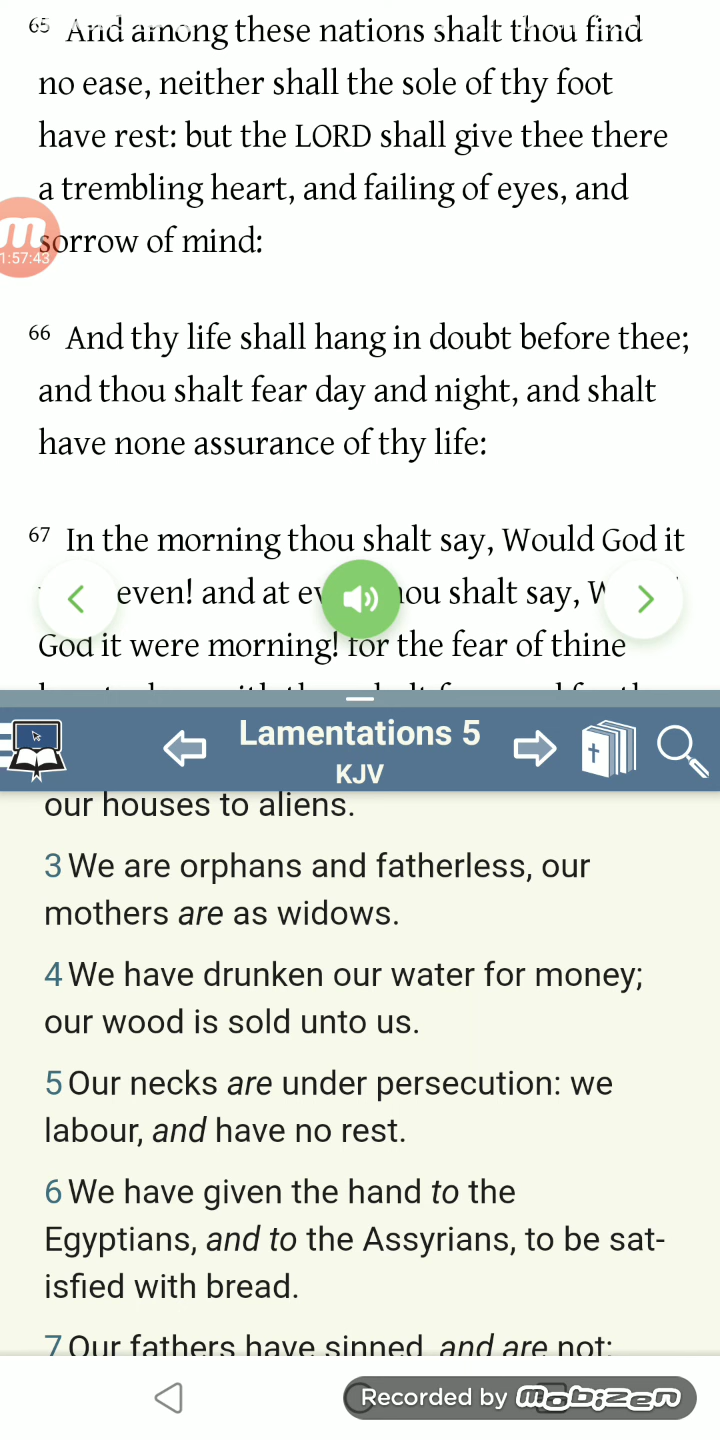 65 And among these nations shalt thou find
no ease, neither shall the sole of thy foot
have rest: but the LORD shall give thee there
a trembling heart, and failing of eyes, and
sorrow of mind:
1:57:43
66 And thy life shall hang in doubt before thee;
and thou shalt fear day and night, and shalt
have none assurance of thy life:
67 In the morning thou shalt say, Would God it
even! and at shalt say,
God it were morning! for the fear of thine
Lamentations 5
KJV
our houses to aliens.
3 We are orphans and fatherless, our
mothers are as widows.
4 We have drunken our water for money;
our wood is sold unto us.
5 Our necks are under persecution: we
labour, and have no rest.
6 We have given the hand to the
Egyptians, and to the Assyrians, to be sat-
isfied with bread.
7 Our fathers have sinned, and are not;
Recorded by mobizen